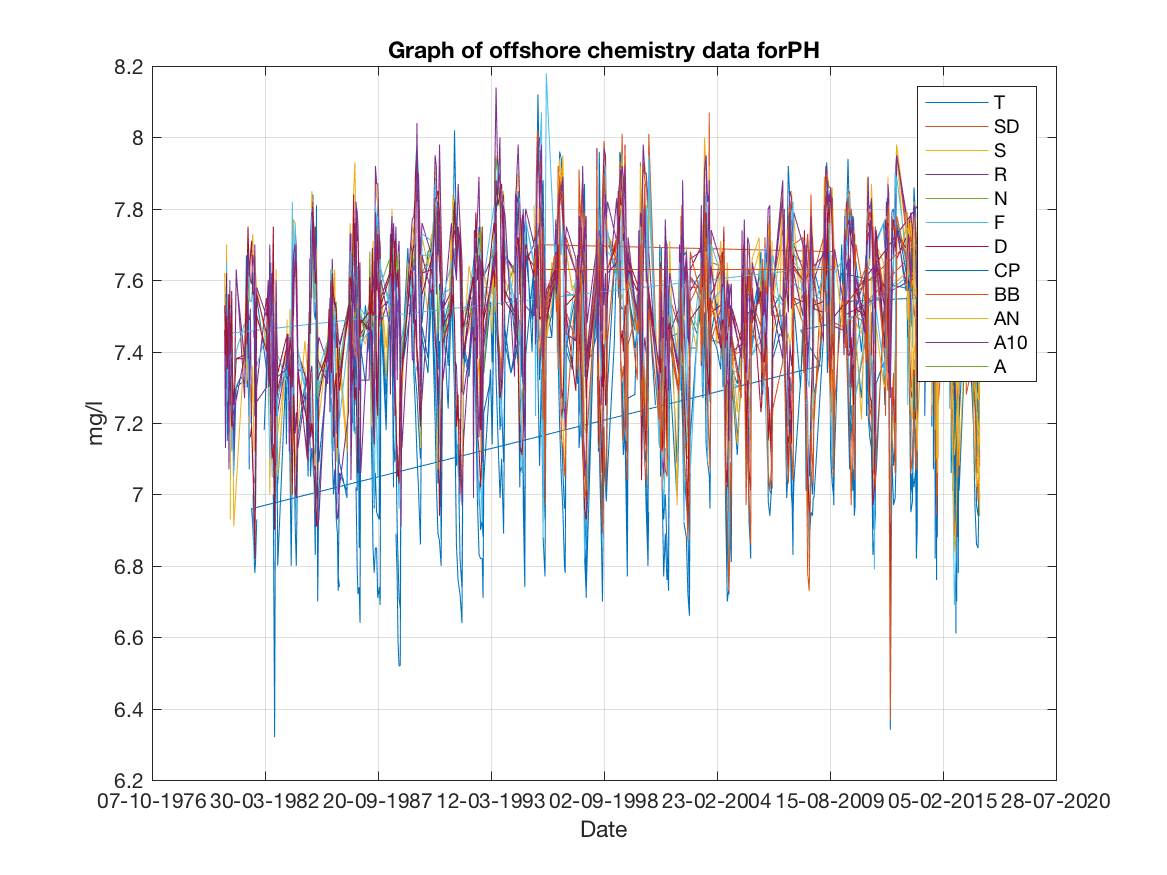 Graph of offshore chemistry data forPH
8.2
8
7.8
7.6
7.4
7.2
7
6.8
6.6
6.4
6.2
mg/l
07-10-1976 30-03-1982 20-09-1987 12-03-1993 02-09-1998 23-02-2004 15-08-2009 05-02-2015 28-07-2020
Date
T
SD
S
R
N
F
D
CP
BB
AN
A10
A